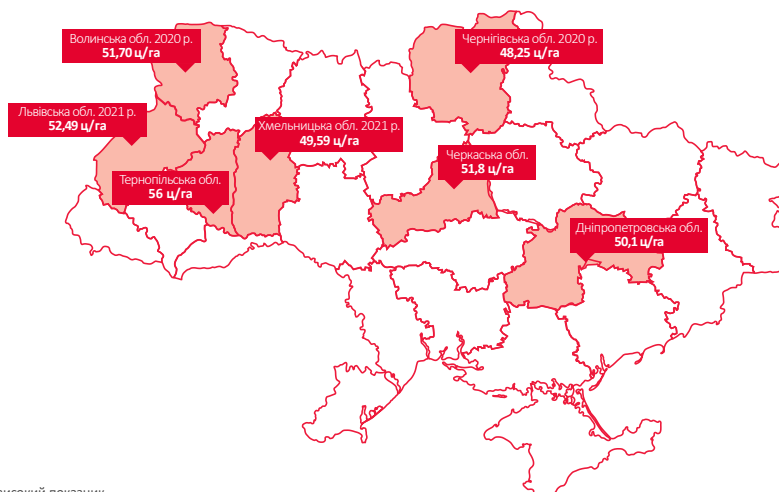 Волинська обл. 2020 р.
51,70 ц/га
Чернігівська обл. 2020 р.
48,25 ц/га
Львівська обл. 2021 р.
52,49 ц/га
Хмельницька обл. 2021 р.
49,59 ц/га
Черкаська обл.
51,8 ц/га
Тернопільська обл.
56 ц/га
Дніпропетровська обл.
50,1 ц/га